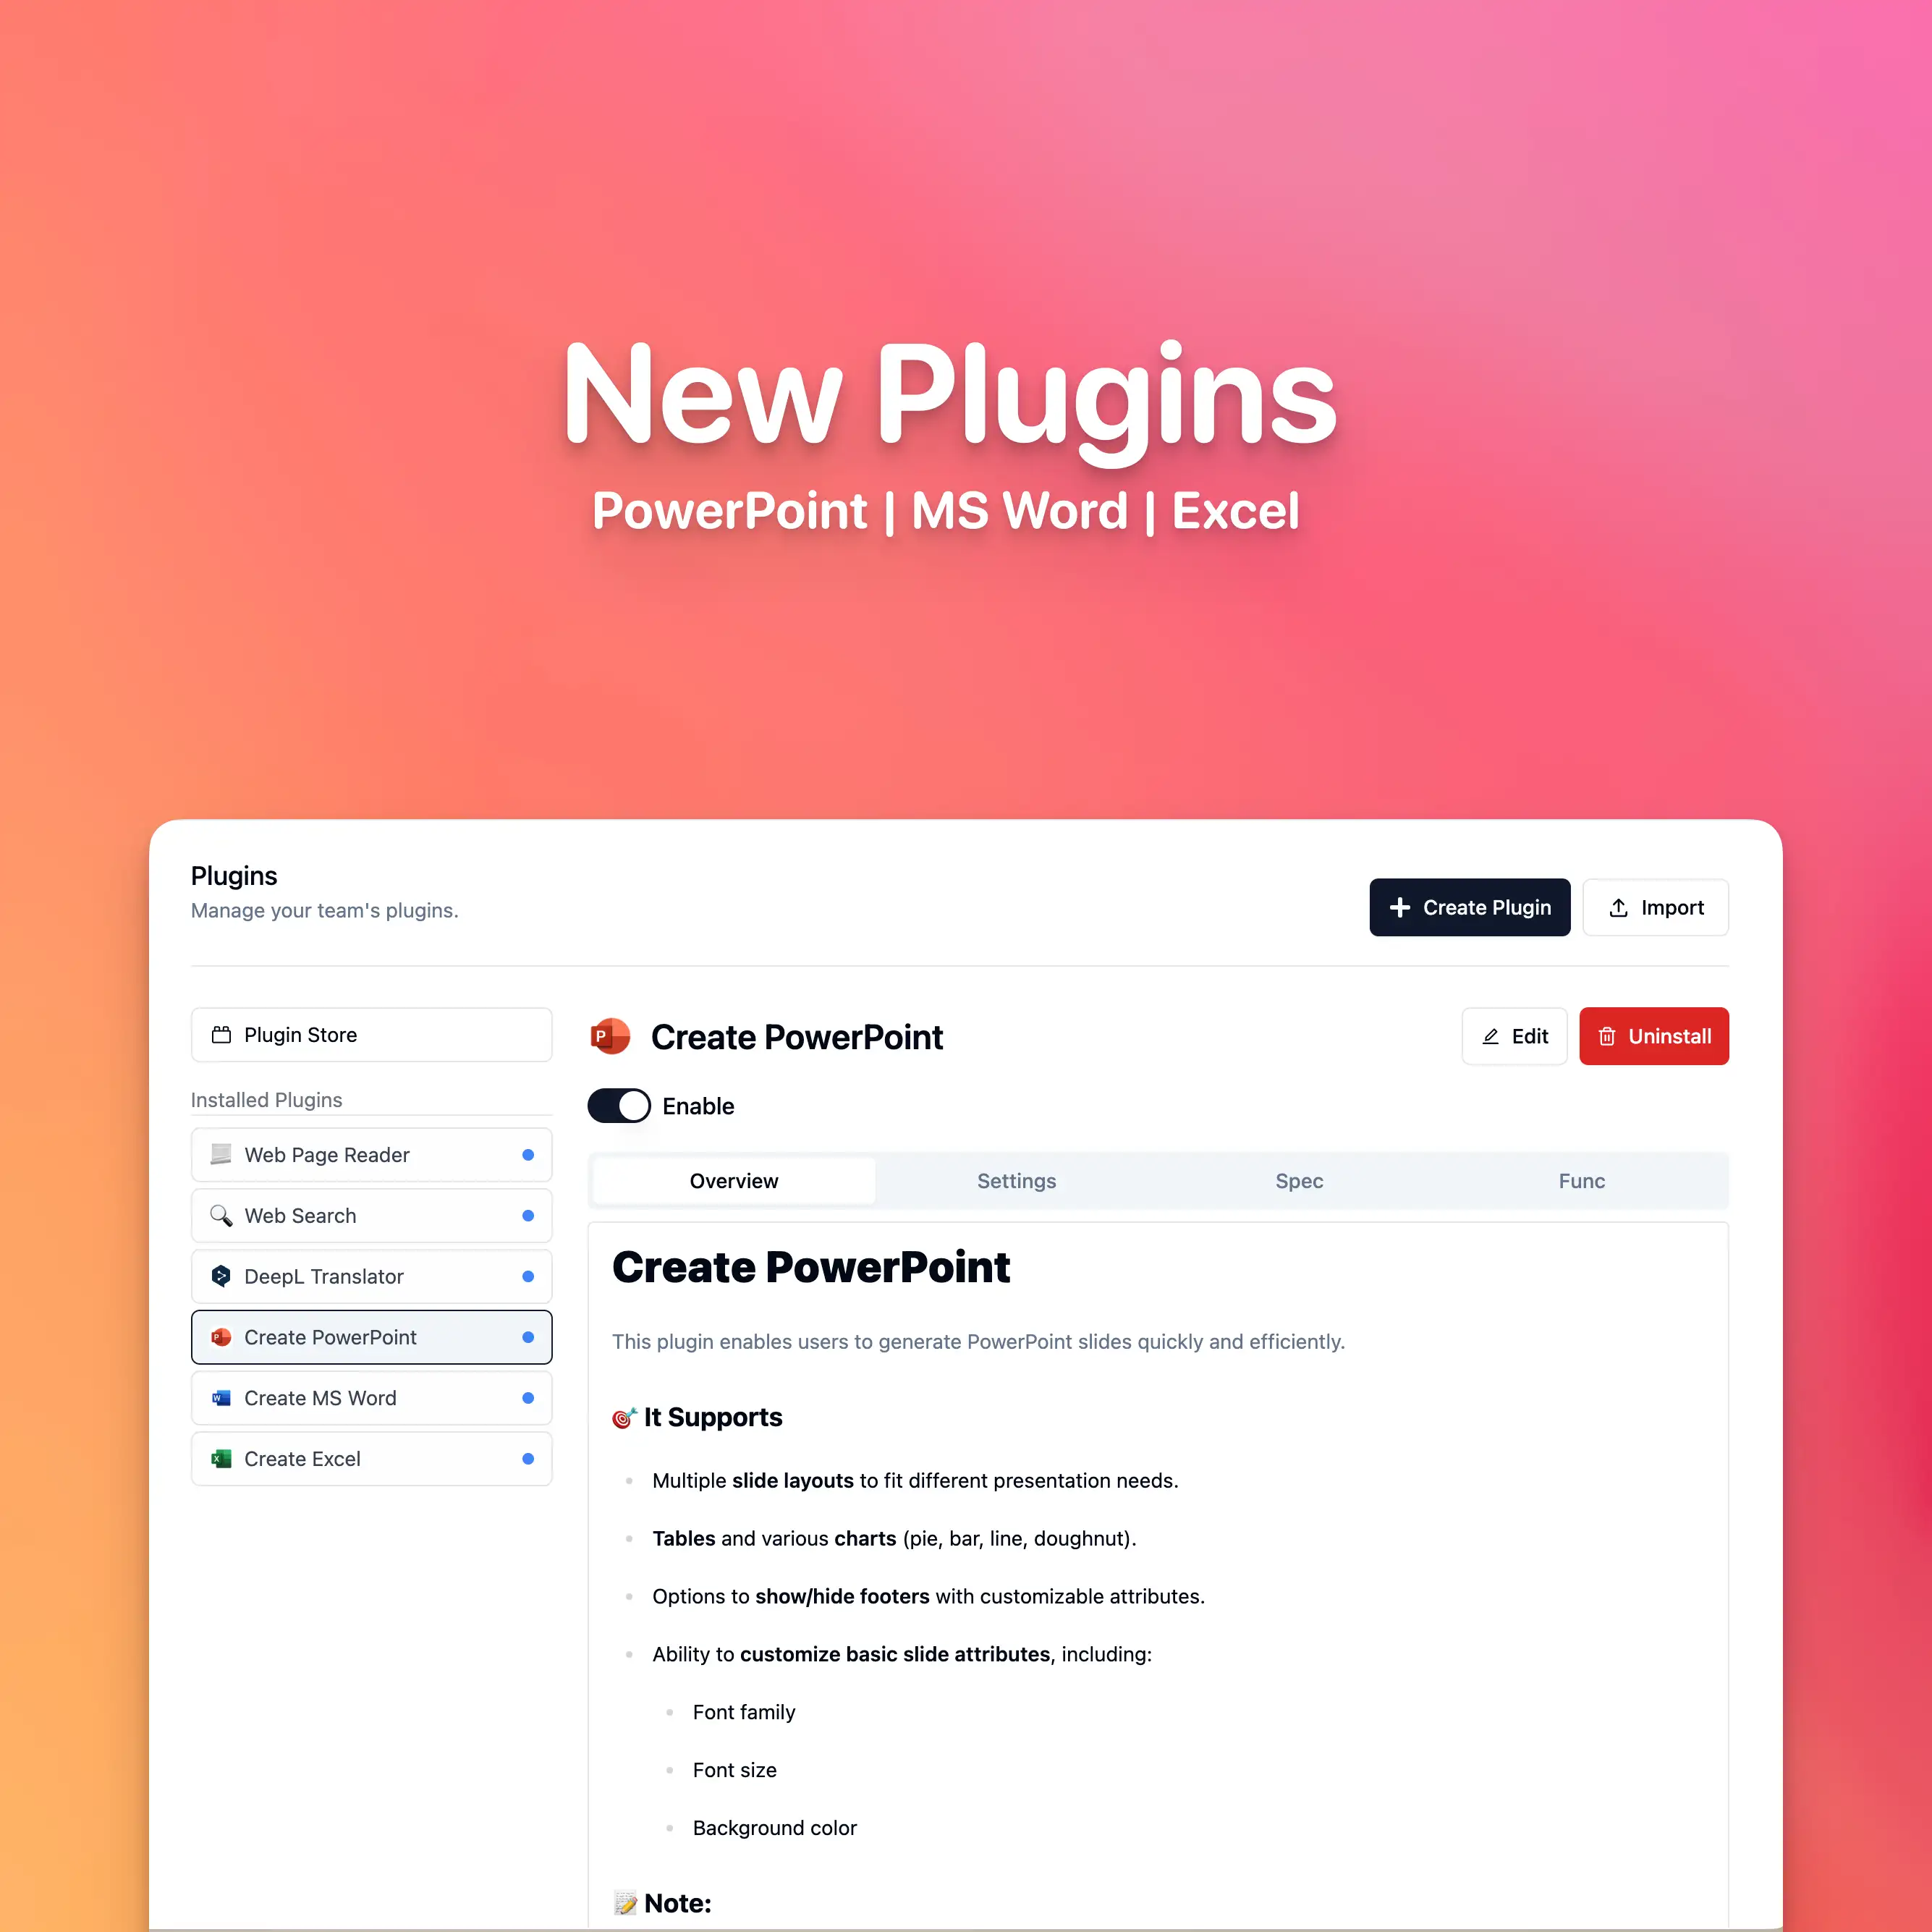 New Plugins
PowerPoint | MS Word | Excel
Plugins
Manage your team's plugins.
Create Plugin
Import
Plugin Store
Installed Plugins
Web Page Reader
Web Search
DeepL Translator
Create PowerPoint
Create MS Word
Create Excel
Create PowerPoint
Edit
Uninstall
Enable
Overview
Settings
Spec
Func
Create PowerPoint
This plugin enables users to generate PowerPoint slides quickly and efficiently.
It Supports
Multiple slide layouts to fit different presentation needs.
Tables and various charts (pie, bar, line, doughnut).
Options to show/hide footers with customizable attributes.
Ability to customize basic slide attributes, including:
Font family
Font size
Background color
Note: